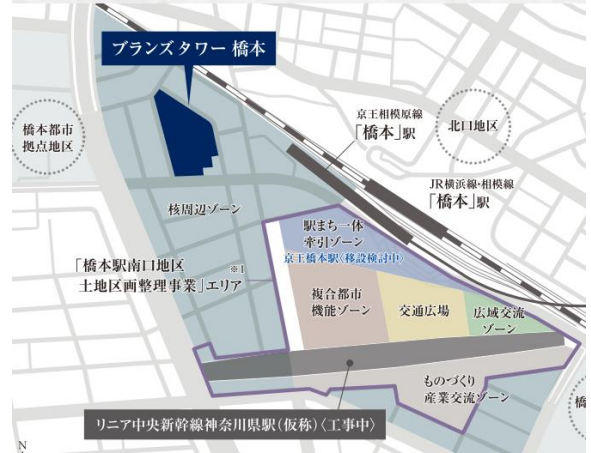 ブランズタワー 橋本
橋本都市
拠点地区
京王相模原線
「橋本」駅
北口地区
JR横浜線・相模線
「橋本」駅
核周辺ゾーン
駅まち一体
牽引ゾーン
京王橋本駅〈移設検討中〉
「橋本駅南口地区
※1
土地区画整理事業」エリア
複合都市
機能ゾーン
交通広場
広域交流
ゾーン
ものづくり
産業交流ゾーン
リニア中央新幹線神奈川県駅(仮称)〈工事中〉
N